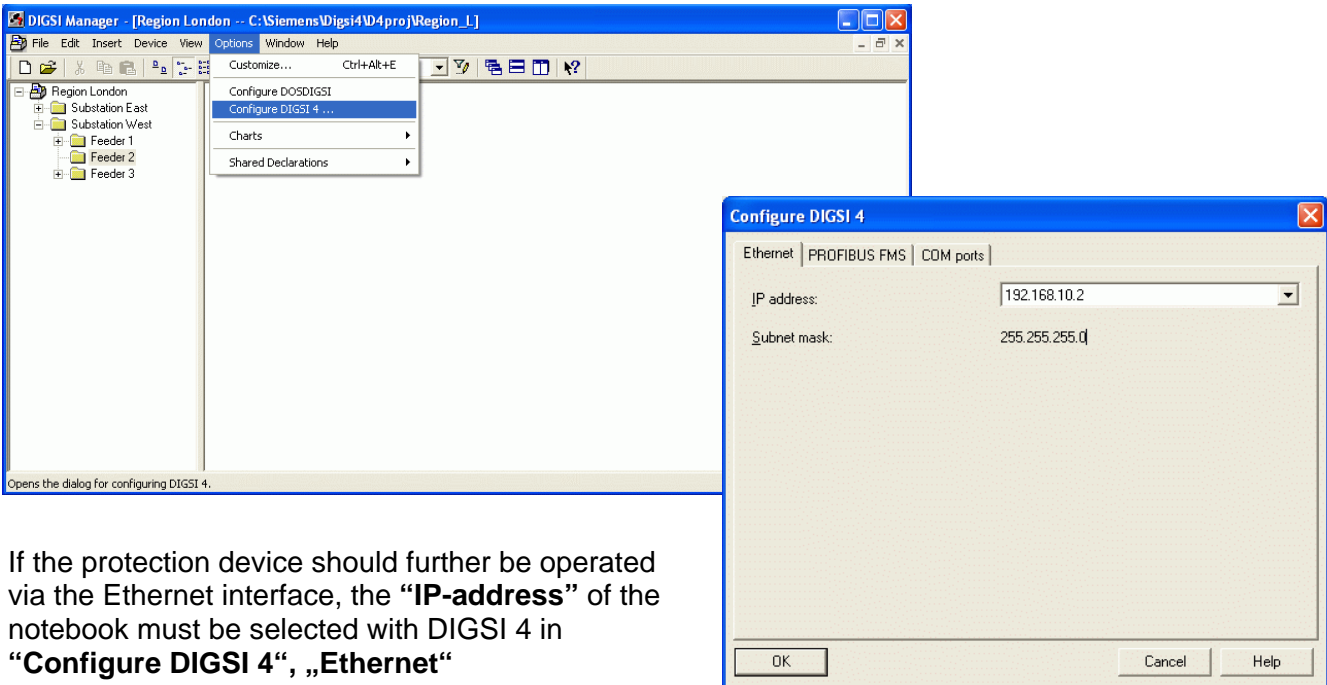 DIGSI Manager - [Region London -- C:\Siemens\Digsi4\D4proj\Region_L]
File Edit Insert Device View Options Window Help
Customize... Ctrl+Alt+E
Configure DOSDIGSI
Configure DIGSI 4 ...
Charts
Shared Declarations
Region London
Substation East
Substation West
Feeder 1
Feeder 2
Feeder 3
Opens the dialog for configuring DIGSI 4.
Configure DIGSI 4
Ethernet PROFIBUS FMS COM ports
IP address: 192.168.10.2
Subnet mask: 255.255.255.0
OK Cancel Help
If the protection device should further be operated
via the Ethernet interface, the “IP-address” of the
notebook must be selected with DIGSI 4 in
“Configure DIGSI 4“, „Ethernet“